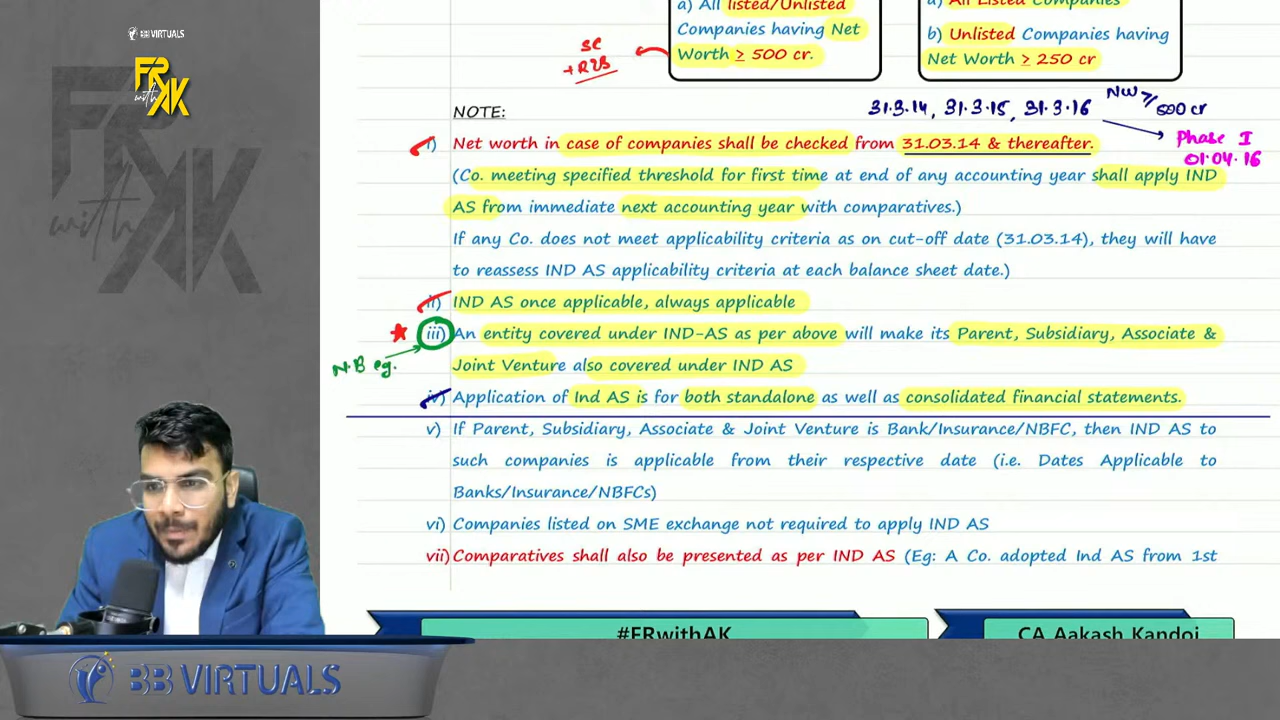 BB VIRTUALS
FR
with AK
FR
with AK
a) All listed/Unlisted
Companies having Net
Worth ≥ 500 cr.
SC
+ R&S
a) All Listed Companies
b) Unlisted Companies having
Net Worth ≥ 250 cr
31.3.14, 31.3.15, 31.3.16
NW ≥
500 cr
Phase I
01.04.16
NOTE:
i) Net worth in case of companies shall be checked from 31.03.14 & thereafter.
(Co. meeting specified threshold for first time at end of any accounting year shall apply IND
AS from immediate next accounting year with comparatives.)
If any Co. does not meet applicability criteria as on cut-off date (31.03.14), they will have
to reassess IND AS applicability criteria at each balance sheet date.)
ii) IND AS once applicable, always applicable
iii) An entity covered under IND-AS as per above will make its Parent, Subsidiary, Associate &
N.B eg.
Joint Venture also covered under IND AS
iv) Application of Ind AS is for both standalone as well as consolidated financial statements.
v) If Parent, Subsidiary, Associate & Joint Venture is Bank/Insurance/NBFC, then IND AS to
such companies is applicable from their respective date (i.e. Dates Applicable to
Banks/Insurance/NBFCs)
vi) Companies listed on SME exchange not required to apply IND AS
vii) Comparatives shall also be presented as per IND AS (Eg: A Co. adopted Ind AS from 1st
#FRwithAK
CA Aakash Kandoi
BB VIRTUALS